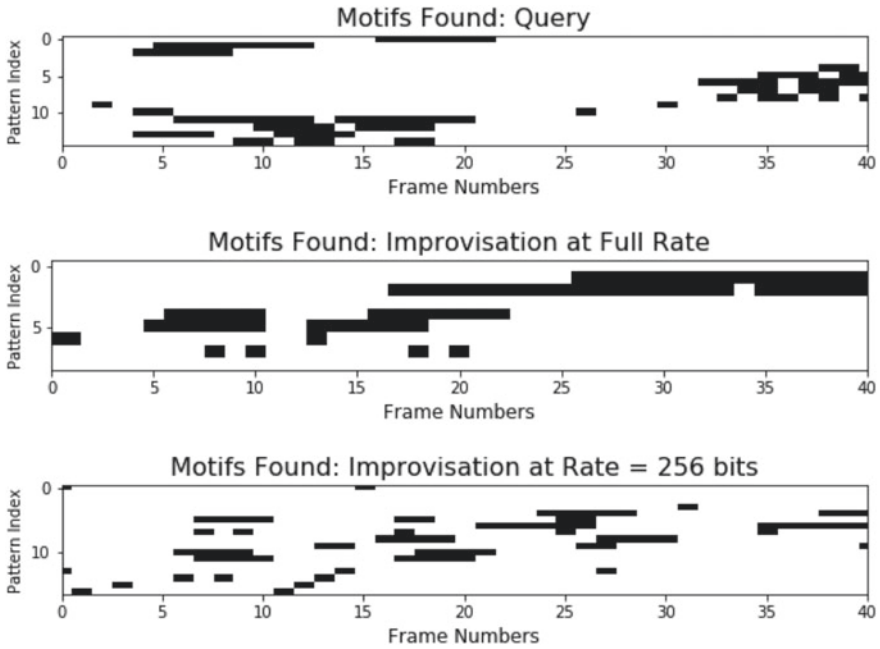 Motifs Found: Query
Pattern Index
0
5
10
0 5 10 15 20 25 30 35 40
Frame Numbers
Motifs Found: Improvisation at Full Rate
Pattern Index
0
5
0 5 10 15 20 25 30 35 40
Frame Numbers
Motifs Found: Improvisation at Rate = 256 bits
Pattern Index
0
10
0 5 10 15 20 25 30 35 40
Frame Numbers